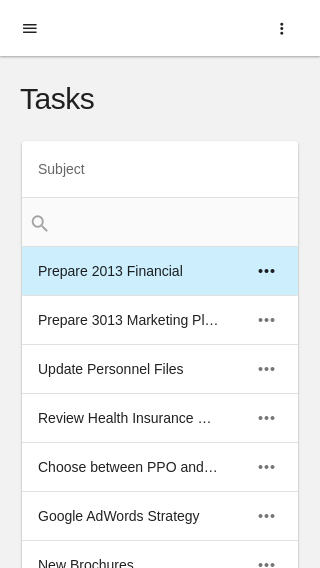 Tasks
Subject
Prepare 2013 Financial
Prepare 3013 Marketing Pl…
Update Personnel Files
Review Health Insurance …
Choose between PPO and…
Google AdWords Strategy
New Brochures